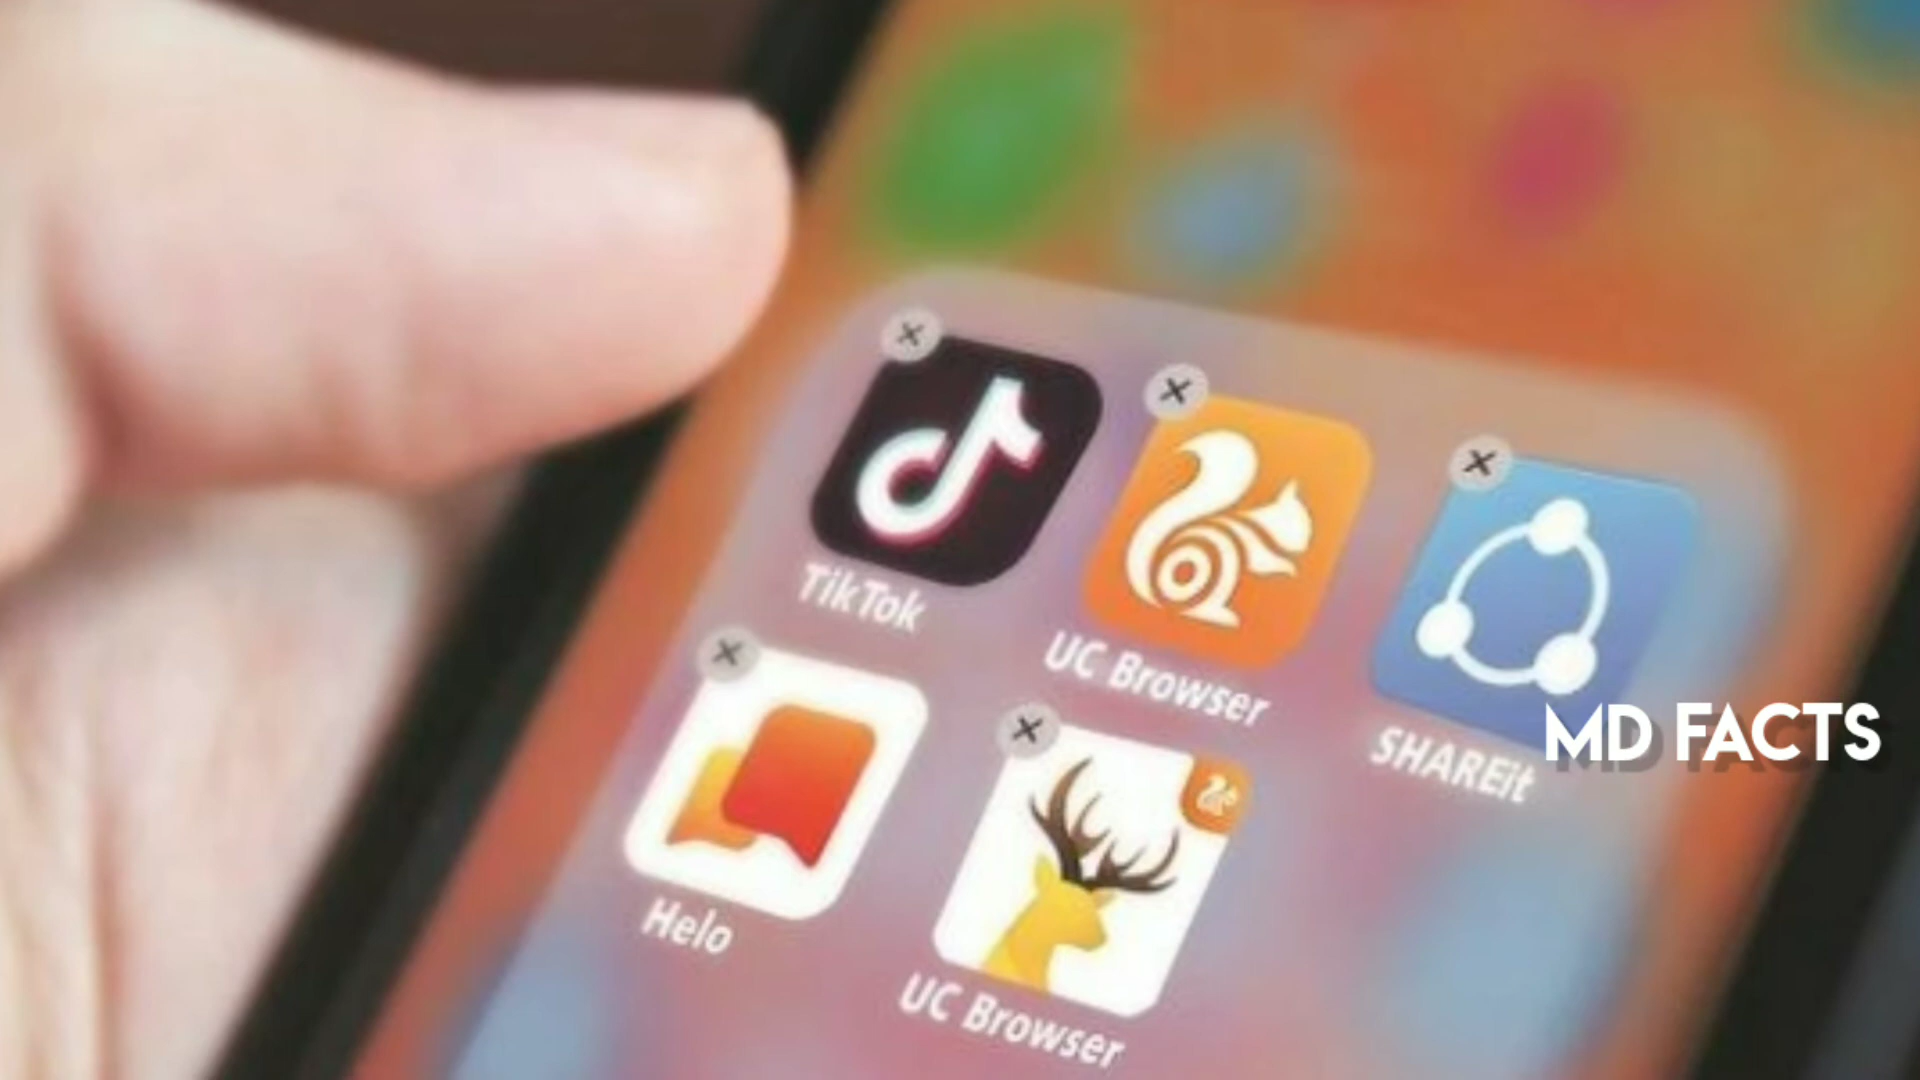 TikTok
UC Browser
SHAREit
MD FACTS
Helo
UC Browser